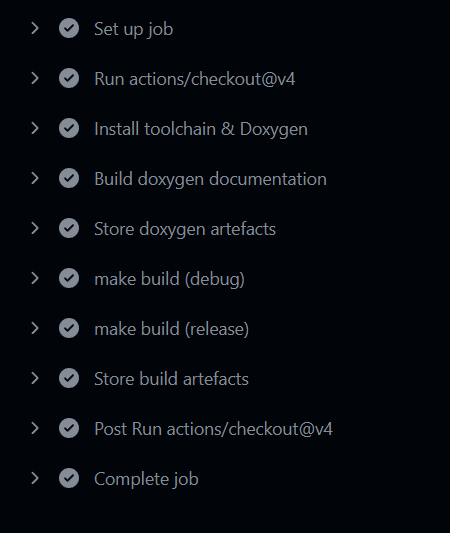 Set up job
Run actions/checkout@v4
Install toolchain & Doxygen
Build doxygen documentation
Store doxygen artefacts
make build (debug)
make build (release)
Store build artefacts
Post Run actions/checkout@v4
Complete job